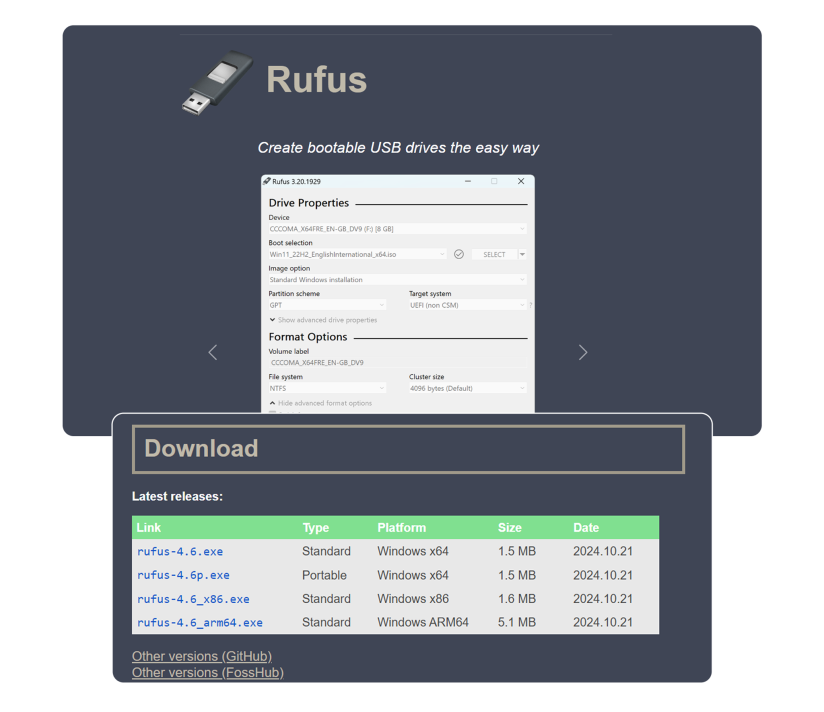 Rufus
Create bootable USB drives the easy way
Rufus 3.20.1929
Drive Properties
Device
CCCOMA_X64FRE_EN-GB_DV9 (F:) [8 GB]
Boot selection
Win11_22H2_EnglishInternational_x64.iso SELECT
Image option
Standard Windows installation
Partition scheme Target system
GPT UEFI (non CSM) ?
Show advanced drive properties
Format Options
Volume label
CCCOMA_X64FRE_EN-GB_DV9
File system Cluster size
NTFS 4096 bytes (Default)
Hide advanced format options
Download
Latest releases:
Link Type Platform Size Date
rufus-4.6.exe Standard Windows x64 1.5 MB 2024.10.21
rufus-4.6p.exe Portable Windows x64 1.5 MB 2024.10.21
rufus-4.6_x86.exe Standard Windows x86 1.6 MB 2024.10.21
rufus-4.6_arm64.exe Standard Windows ARM64 5.1 MB 2024.10.21
Other versions (GitHub)
Other versions (FossHub)